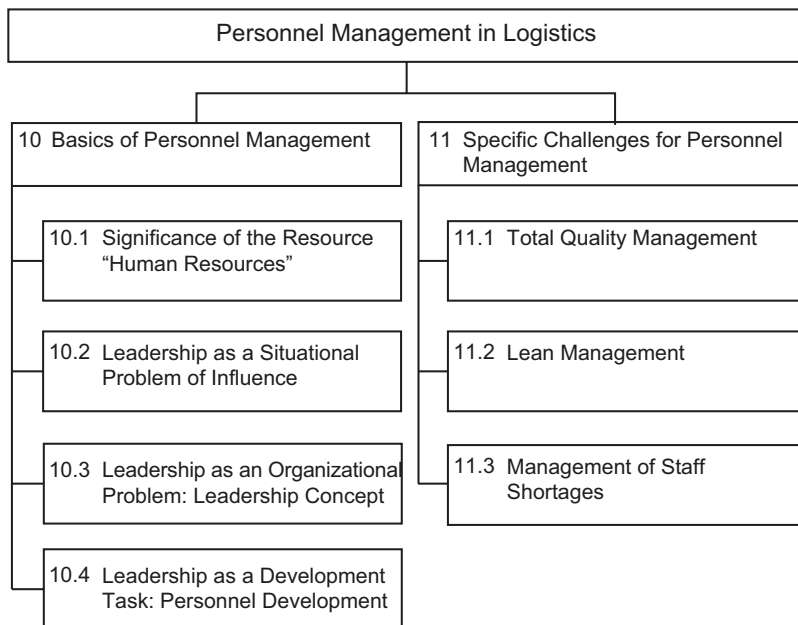 Personnel Management in Logistics
10 Basics of Personnel Management
10.1 Significance of the Resource
“Human Resources”
10.2 Leadership as a Situational
Problem of Influence
10.3 Leadership as an Organizational
Problem: Leadership Concept
10.4 Leadership as a Development
Task: Personnel Development
11 Specific Challenges for Personnel
Management
11.1 Total Quality Management
11.2 Lean Management
11.3 Management of Staff
Shortages